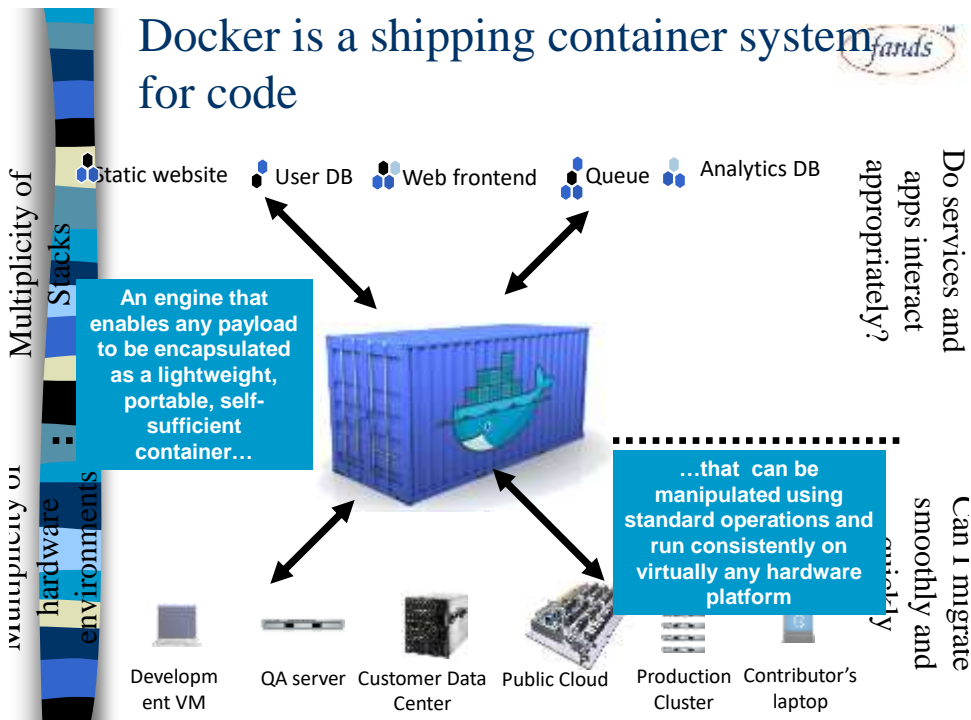 Docker is a shipping container system
for code
fands
TM
Static website
User DB
Web frontend
Queue
Analytics DB
Multiplicity of
Stacks
Do services and
apps interact
appropriately?
An engine that
enables any payload
to be encapsulated
as a lightweight,
portable, self-
sufficient
container…
…that can be
manipulated using
standard operations and
run consistently on
virtually any hardware
platform
Multiplicity of
hardware
environments
Can I migrate
smoothly and
quickly
Developm
ent VM
QA server
Customer Data
Center
Public Cloud
Production
Cluster
Contributor’s
laptop